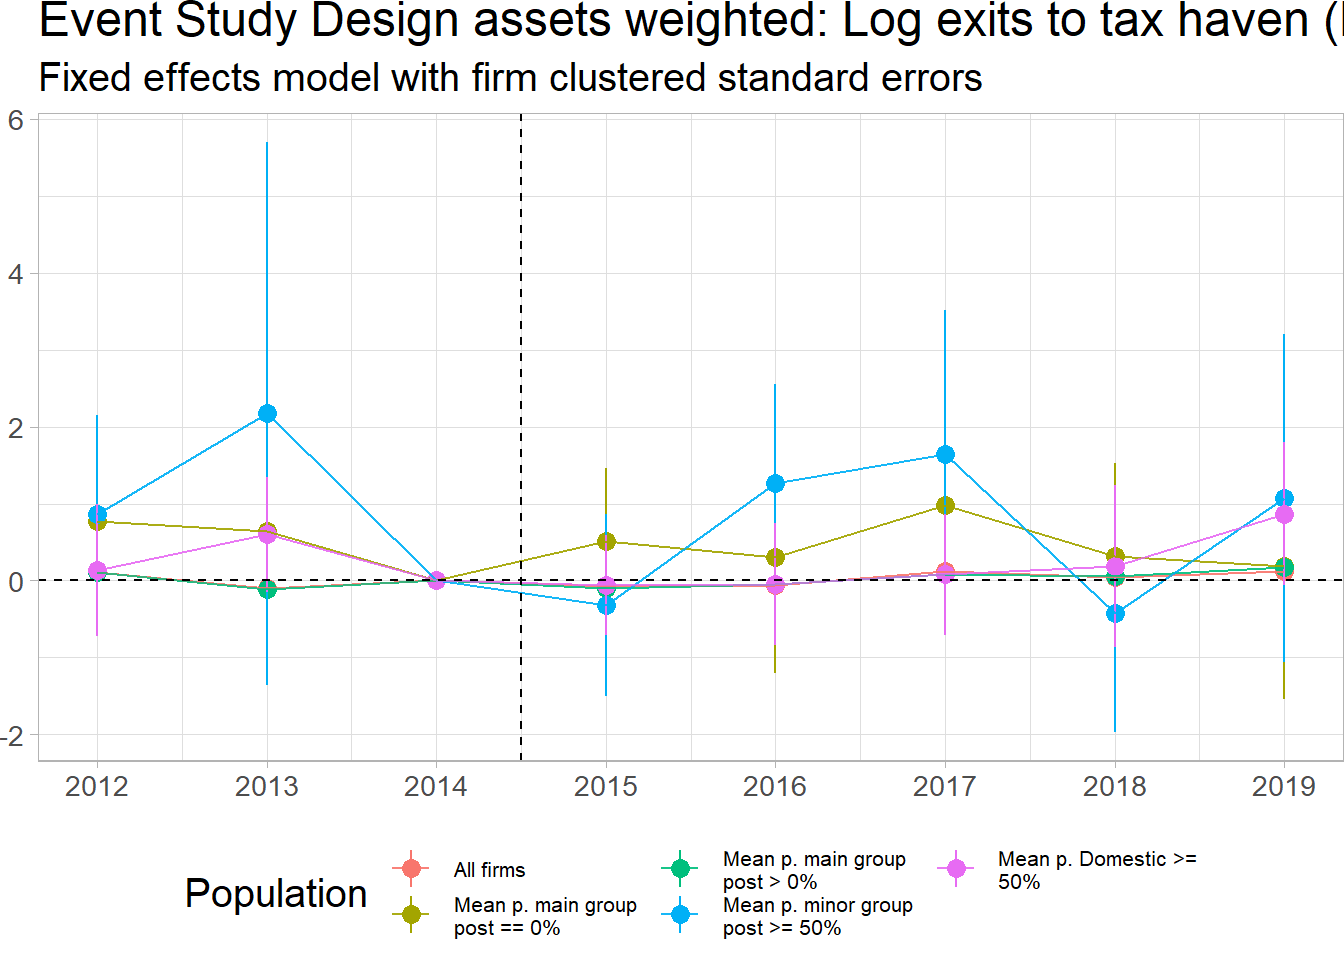 Event Study Design assets weighted: Log exits to tax haven (
Fixed effects model with firm clustered standard errors
6
4
2
0
-2
2012 2013 2014 2015 2016 2017 2018 2019
Population
All firms
Mean p. main group
post == 0%
Mean p. main group
post > 0%
Mean p. minor group
post >= 50%
Mean p. Domestic >=
50%